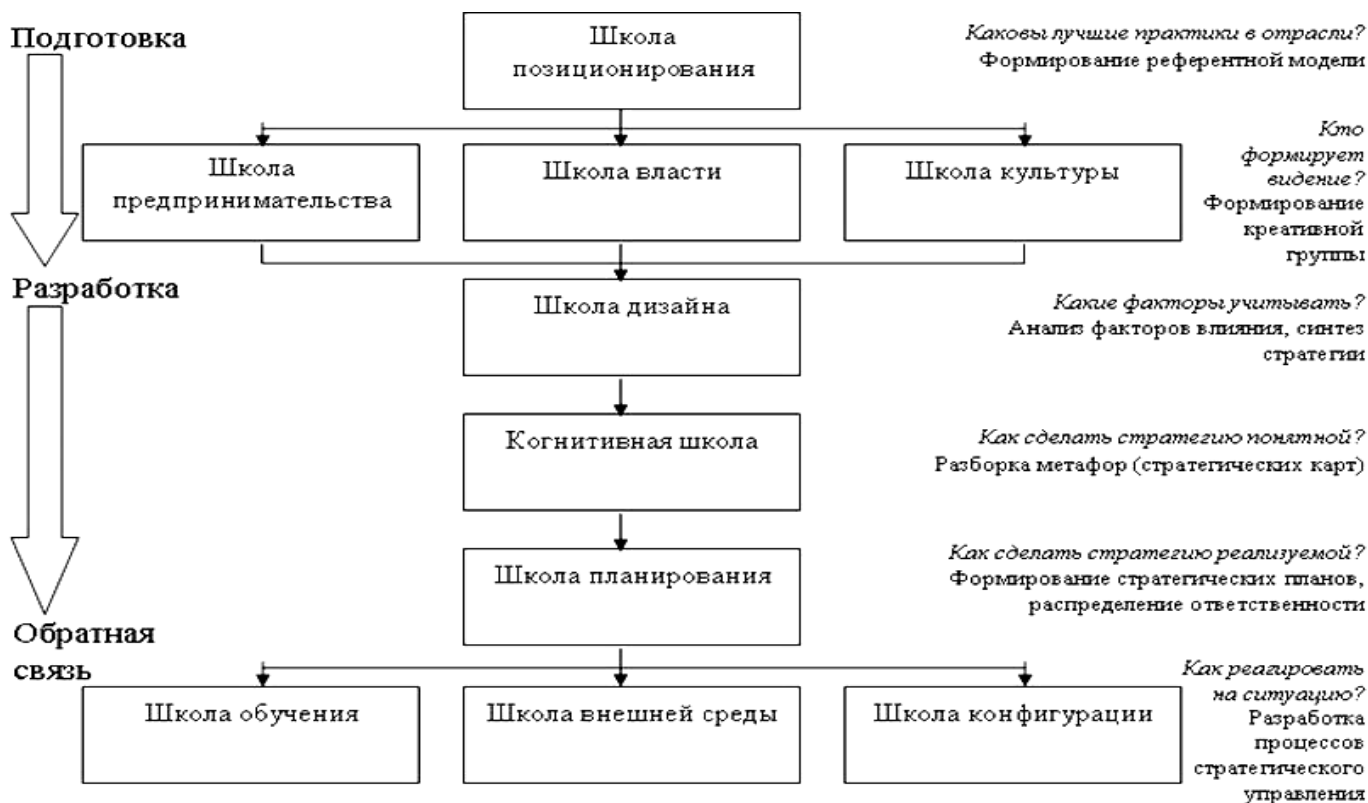 Подготовка
Школа
позиционирования
Каковы лучшие практики в отрасли?
Формирование референтной модели
Школа
предпринимательства
Школа власти
Школа культуры
Кто
формирует
видение?
Формирование
креативной
группы
Разработка
Школа дизайна
Какие факторы учитывать?
Анализ факторов влияния, синтез
стратегии
Когнитивная школа
Как сделать стратегию понятной?
Разборка метафор (стратегических карт)
Школа планирования
Как сделать стратегию реализуемой?
Формирование стратегических планов,
распределение ответственности
Обратная
связь
Школа обучения
Школа внешней среды
Школа конфигурации
Как реагировать
на ситуацию?
Разработка
процессов
стратегического
управления